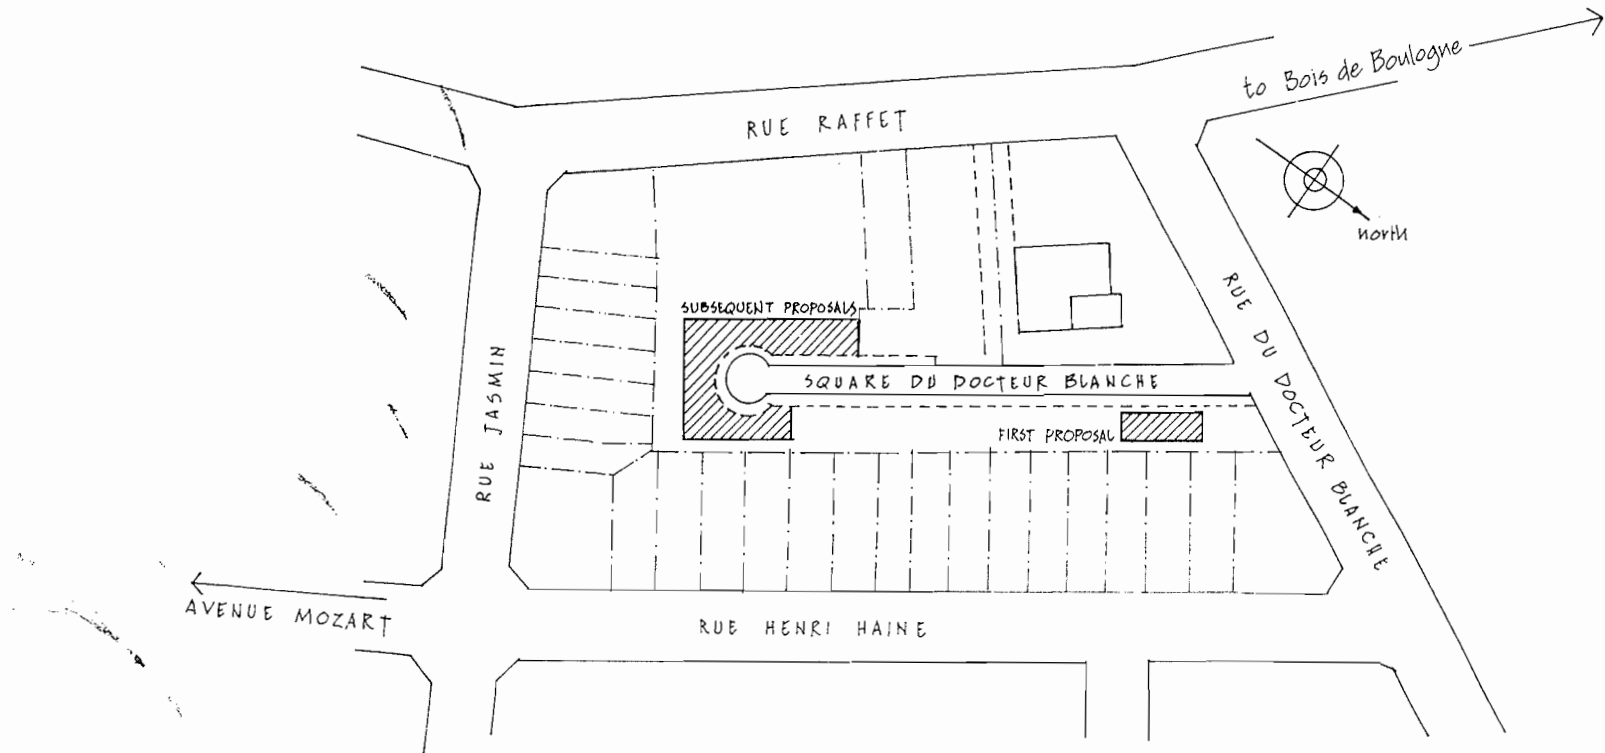 to Bois de Boulogne
RUE RAFFET
north
SUBSEQUENT PROPOSALS
RUE DU DOCTEUR BLANCHE
SQUARE DU DOCTEUR BLANCHE
RUE JASMIN
FIRST PROPOSAL
AVENUE MOZART
RUE HENRI HAINE